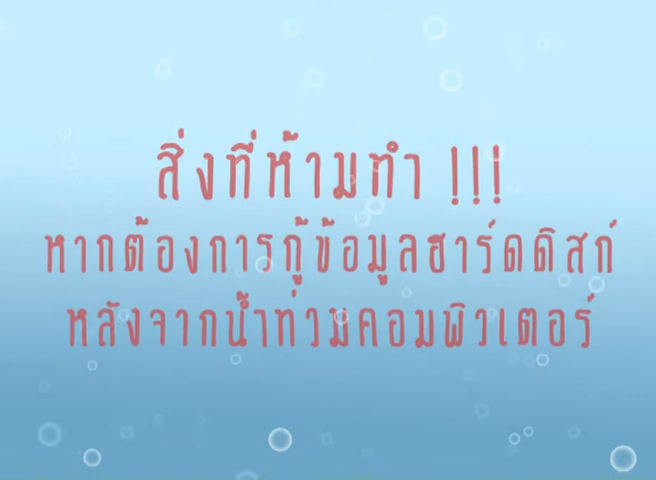 สิ่งที่ห้ามทำ !!!
หากต้องการกู้ข้อมูลฮาร์ดดิสก์
หลังจากน้ำท่วมคอมพิวเตอร์